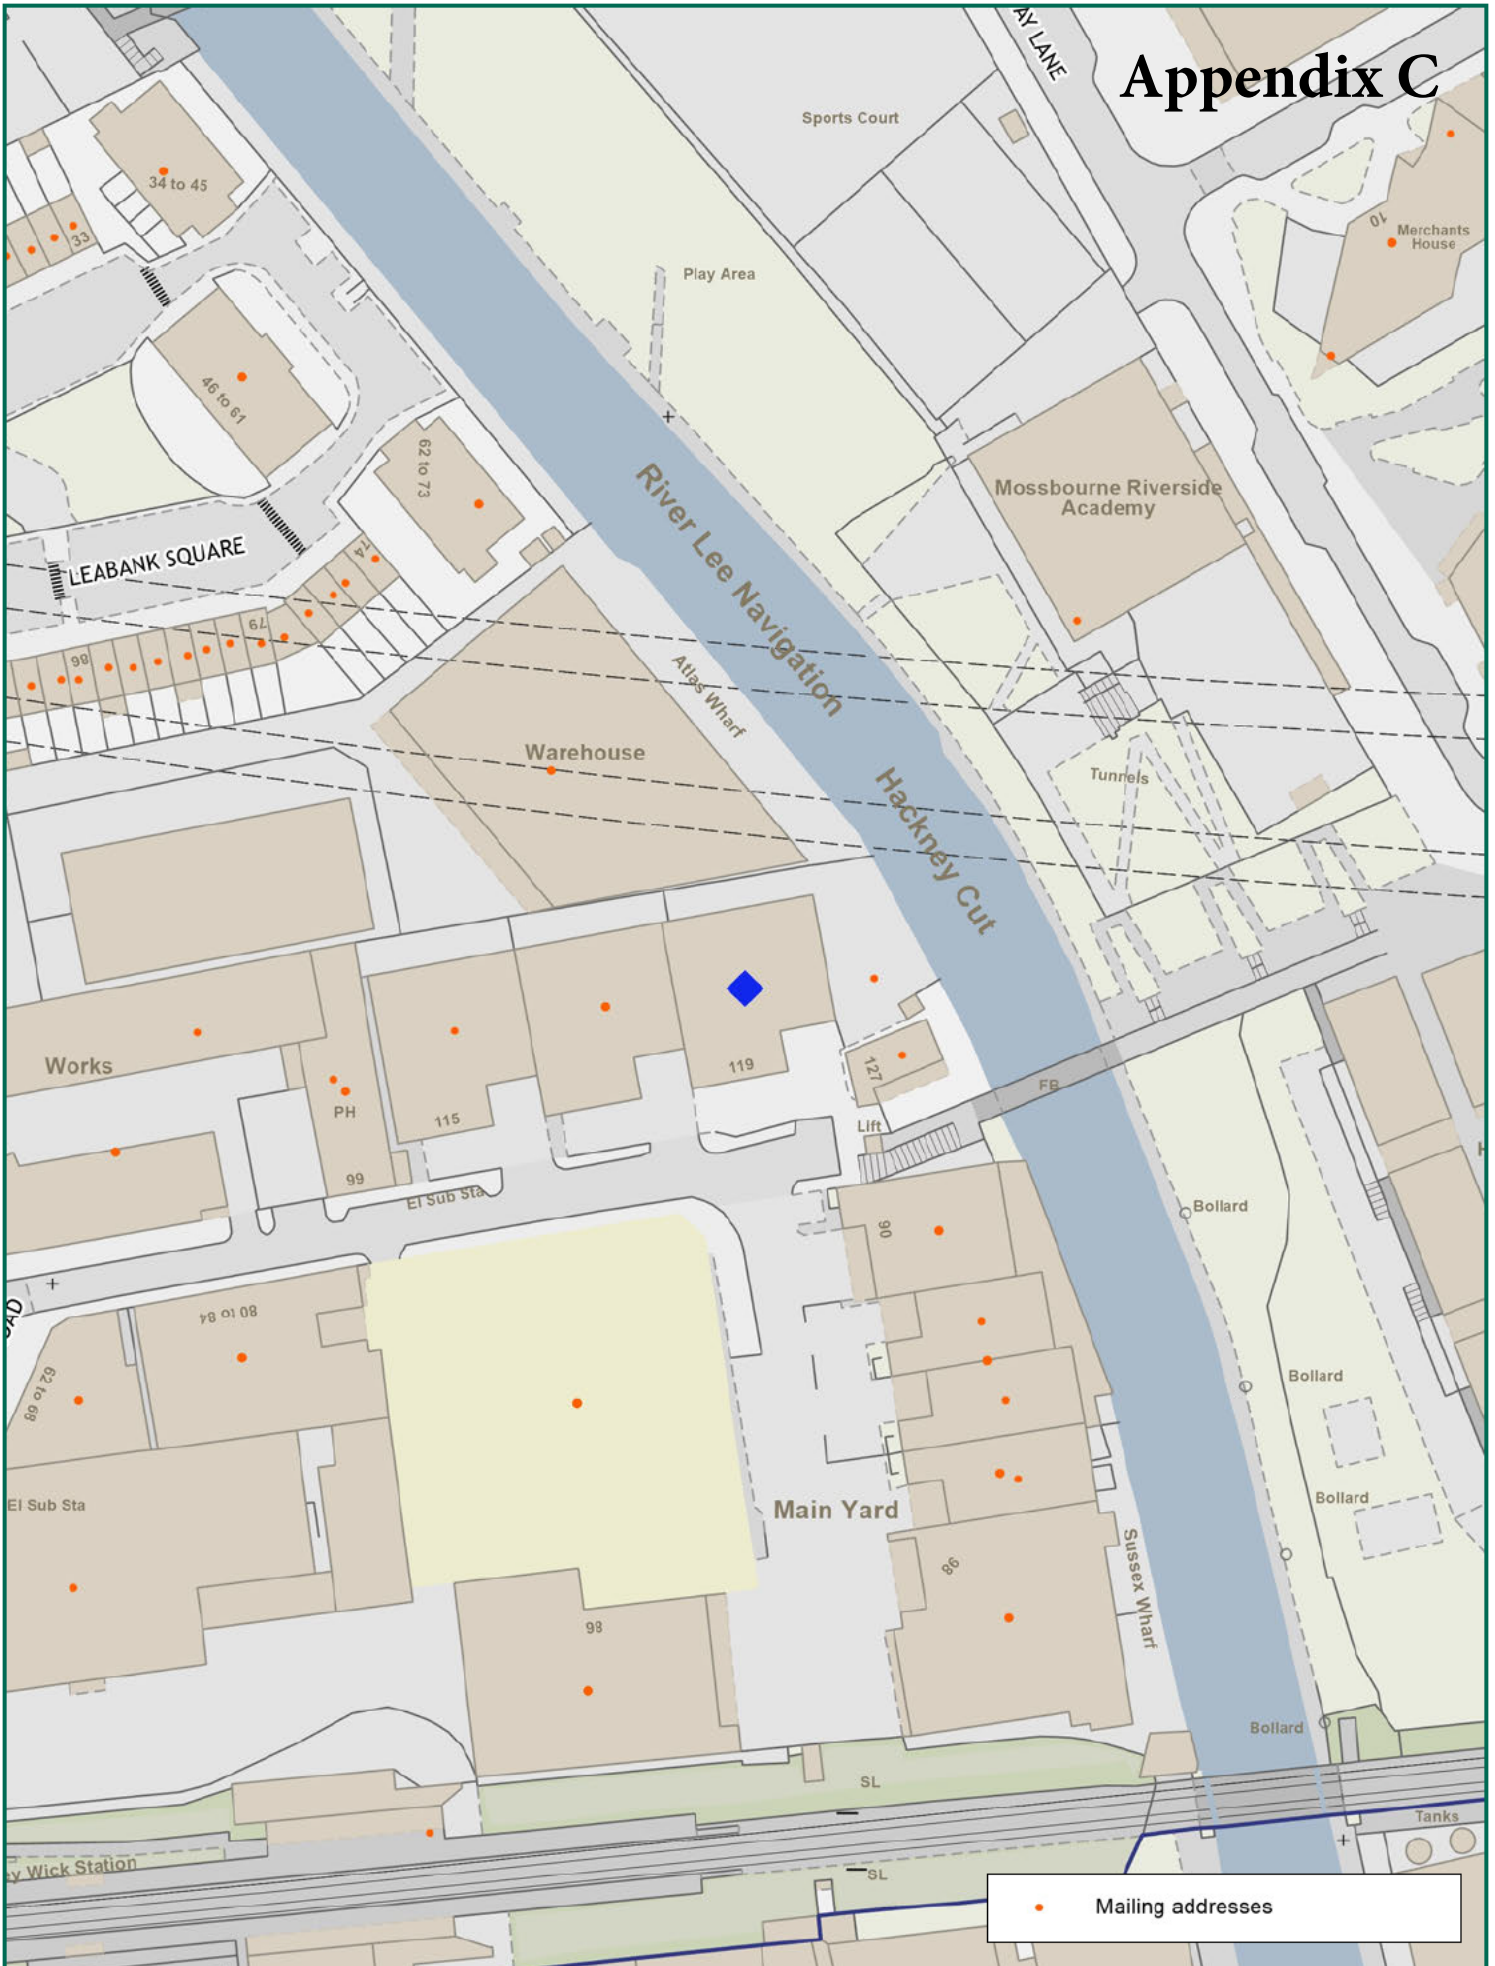 AY LANE
Appendix C
Sports Court
34 to 45
33
10
Merchants
House
Play Area
46 to 61
62 to 73
Mossbourne Riverside
Academy
River Lee Navigation
LEABANK SQUARE
74
79
86
Atlas Wharf
Warehouse
Tunnels
Hackney Cut
Works
119
127
FB
PH
115
Lift
99
El Sub Sta
90
Bollard
80 to 84
OAD
62 to 68
Bollard
El Sub Sta
Main Yard
Bollard
98
Sussex Wharf
86
Bollard
SL
Tanks
y Wick Station
SL
Mailing addresses